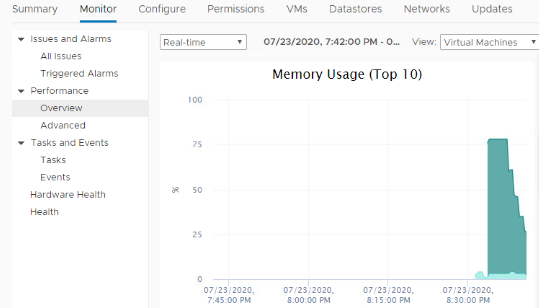 Summary Monitor Configure Permissions VMs Datastores Networks Updates
Issues and Alarms
All Issues
Triggered Alarms
Performance
Overview
Advanced
Tasks and Events
Tasks
Events
Hardware Health
Health
Real-time 07/23/2020, 7:42:00 PM - 0... View: Virtual Machines
Memory Usage (Top 10)
100
75
50
25
0
%
07/23/2020, 07/23/2020, 07/23/2020, 07/23/2020,
7:45:00 PM 8:00:00 PM 8:15:00 PM 8:30:00 PM